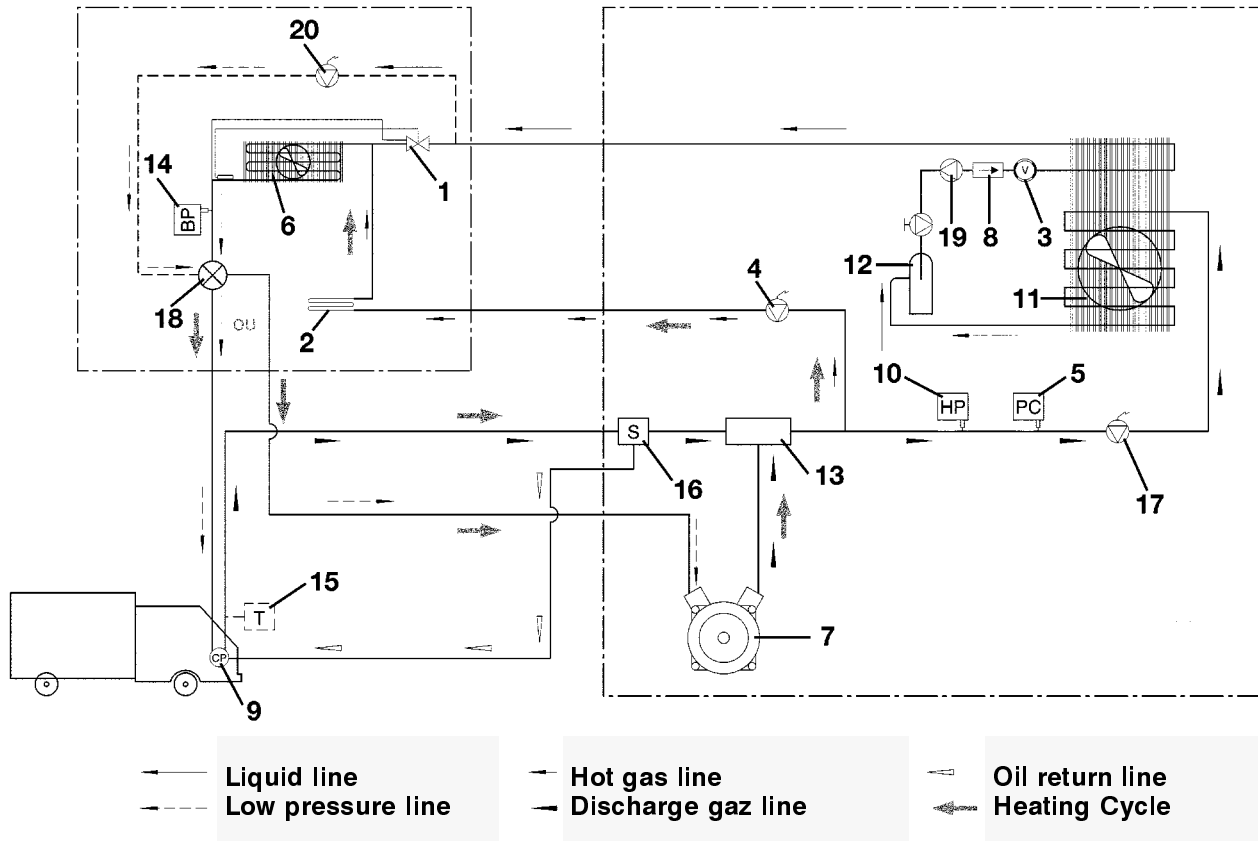 20
14
BP
6
1
19
8
3
V
12
11
18
OU
2
4
10
5
HP
PC
S
16
13
17
15
T
7
CP
9
Liquid line
Low pressure line
Hot gas line
Discharge gaz line
Oil return line
Heating Cycle